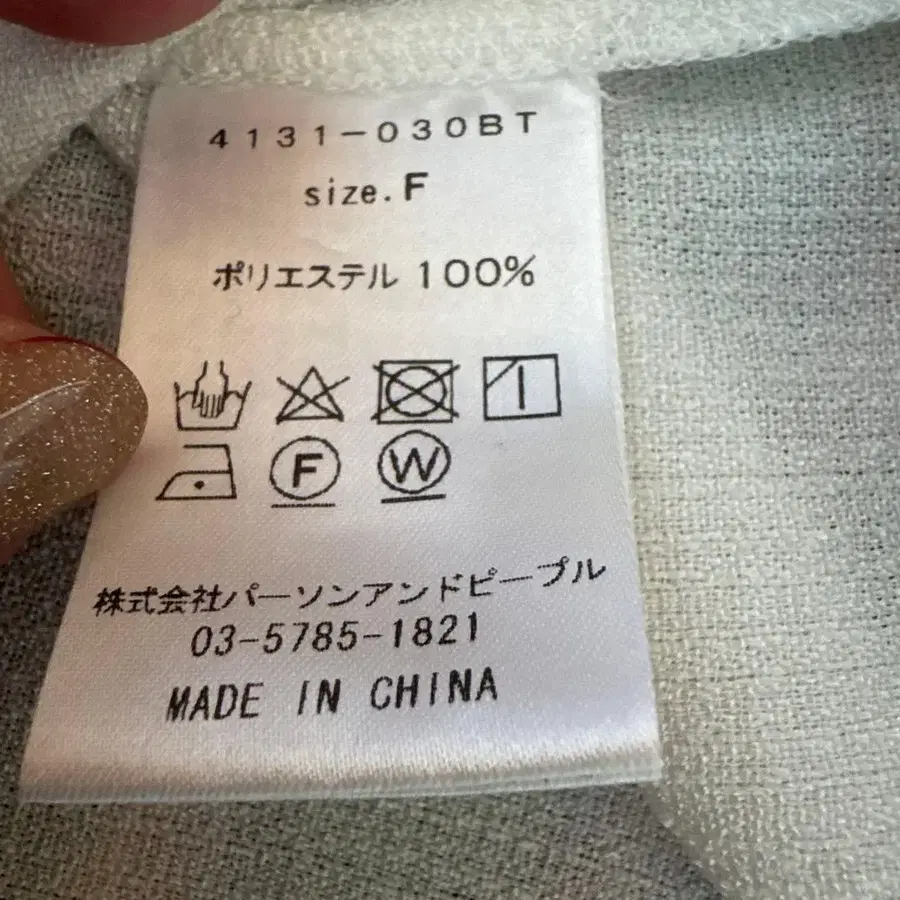 4131-030BT
size.F
ポリエステル 100%
F W
株式会社パーソンアンドピープル
03-5785-1821
MADE IN CHINA